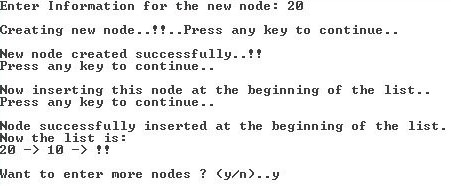 Enter Information for the new node: 20
Creating new node..!!..Press any key to continue..
New node created successfully..!!
Press any key to continue..
Now inserting this node at the beginning of the list..
Press any key to continue..
Node successfully inserted at the beginning of the list.
Now the list is:
20 -> 10 -> !!
Want to enter more nodes ? (y/n)..y